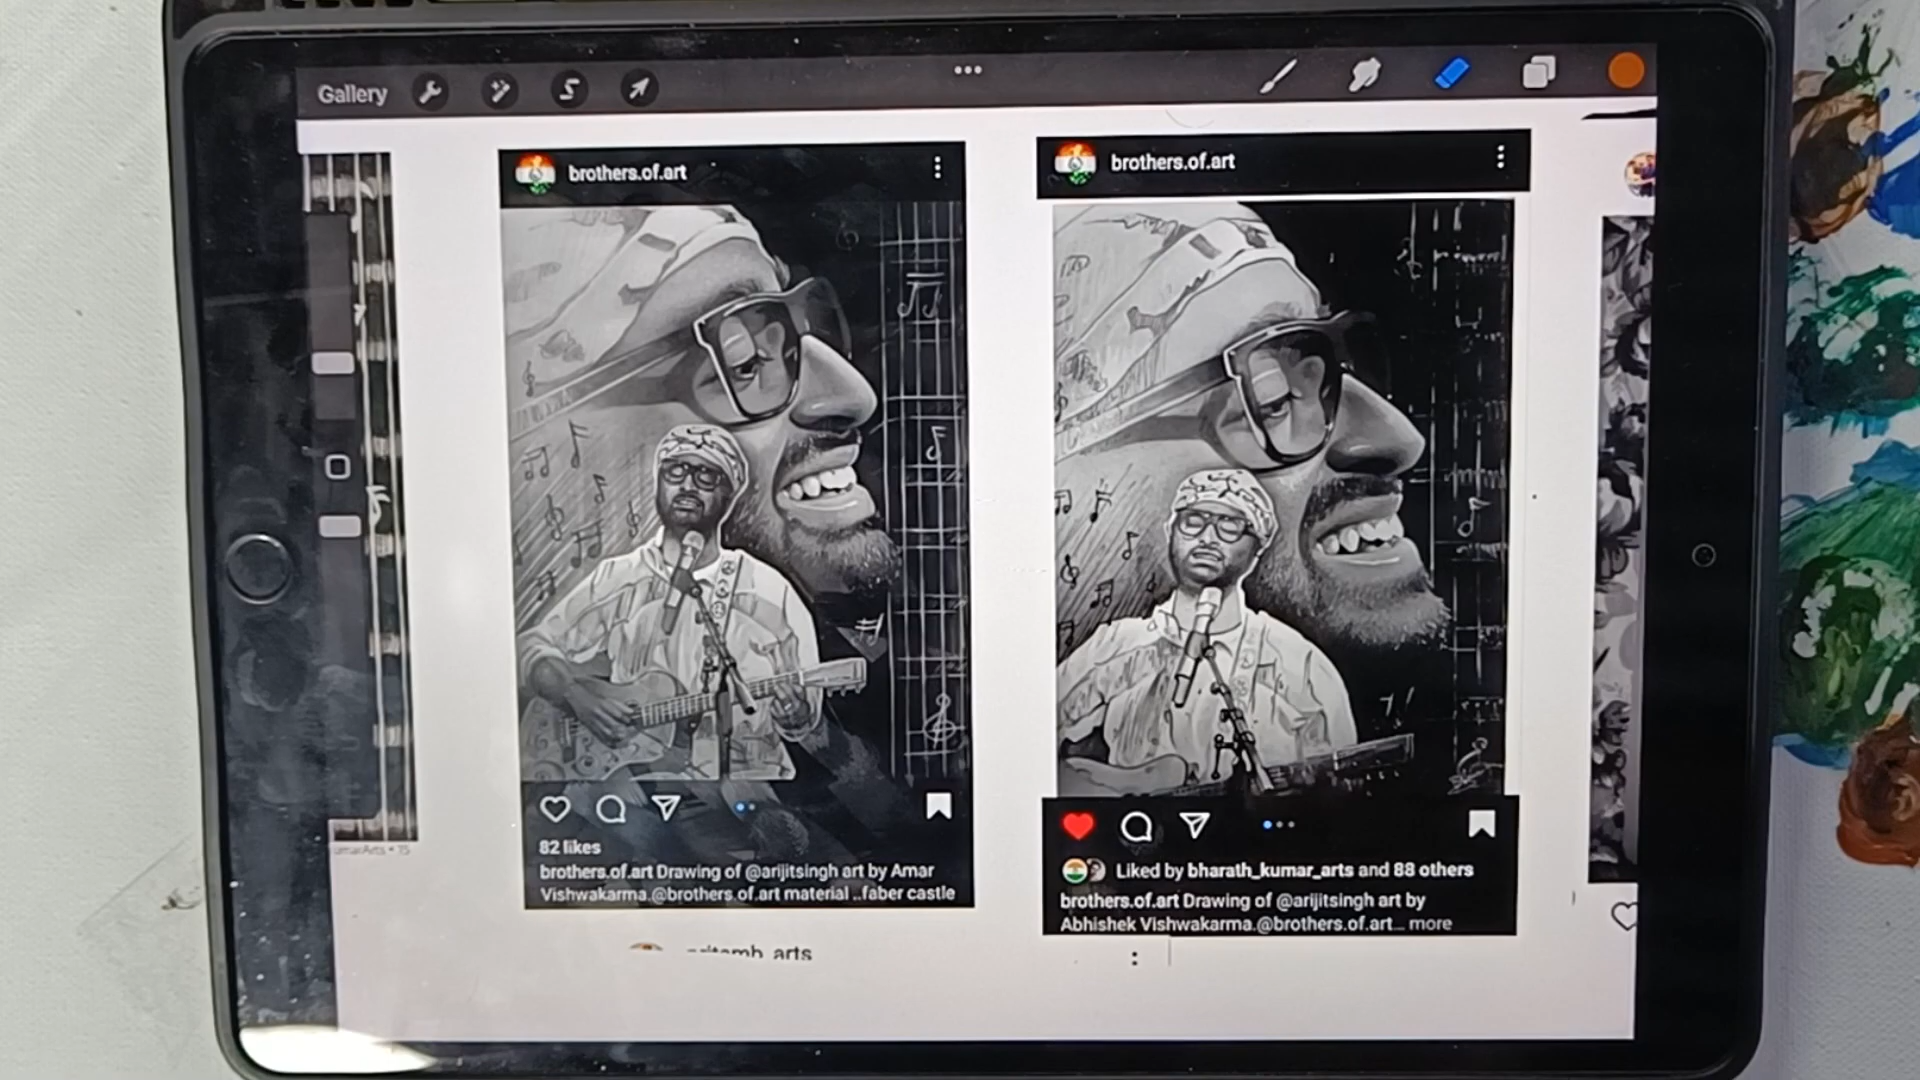 Gallery
brothers.of.art
82 likes
brothers.of.art Drawing of @arijitsingh art by Amar
Vishwakarma.@brothers.of.art material ..faber castle
brothers.of.art
Liked by bharath_kumar_arts and 88 others
brothers.of.art Drawing of @arijitsingh art by
Abhishek Vishwakarma.@brothers.of.art... more
arts